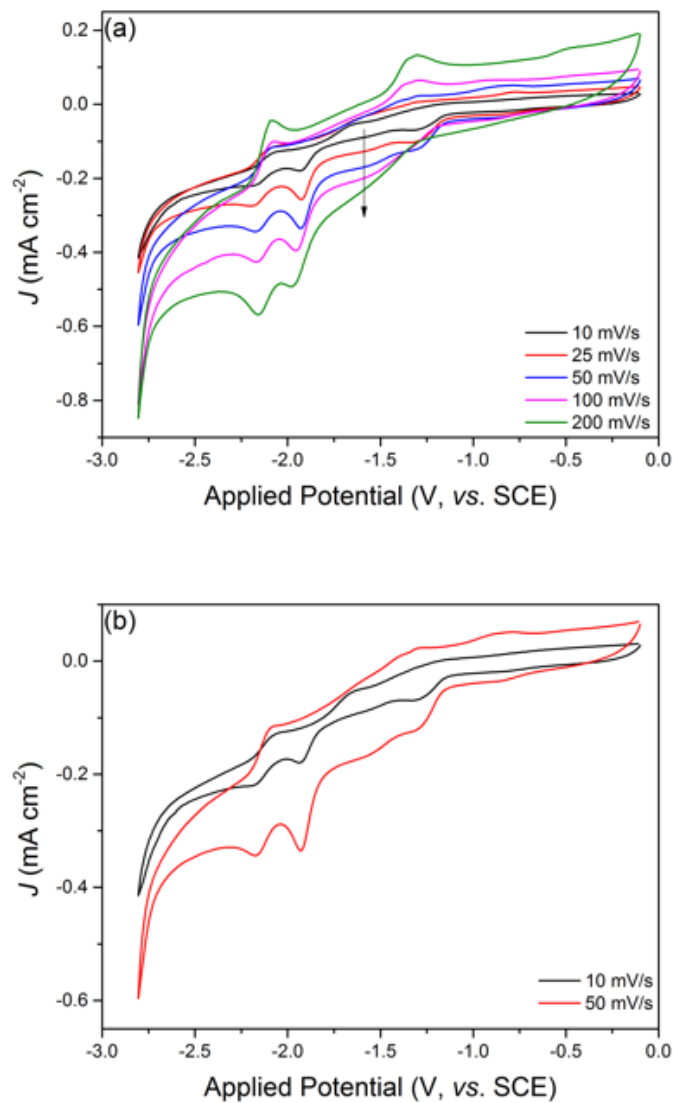 (a)
0.2
0.0
-0.2
-0.4
-0.6
-0.8
J (mA cm⁻²)
10 mV/s
25 mV/s
50 mV/s
100 mV/s
200 mV/s
-3.0 -2.5 -2.0 -1.5 -1.0 -0.5 0.0
Applied Potential (V, vs. SCE)
(b)
0.0
-0.2
-0.4
-0.6
J (mA cm⁻²)
10 mV/s
50 mV/s
-3.0 -2.5 -2.0 -1.5 -1.0 -0.5 0.0
Applied Potential (V, vs. SCE)